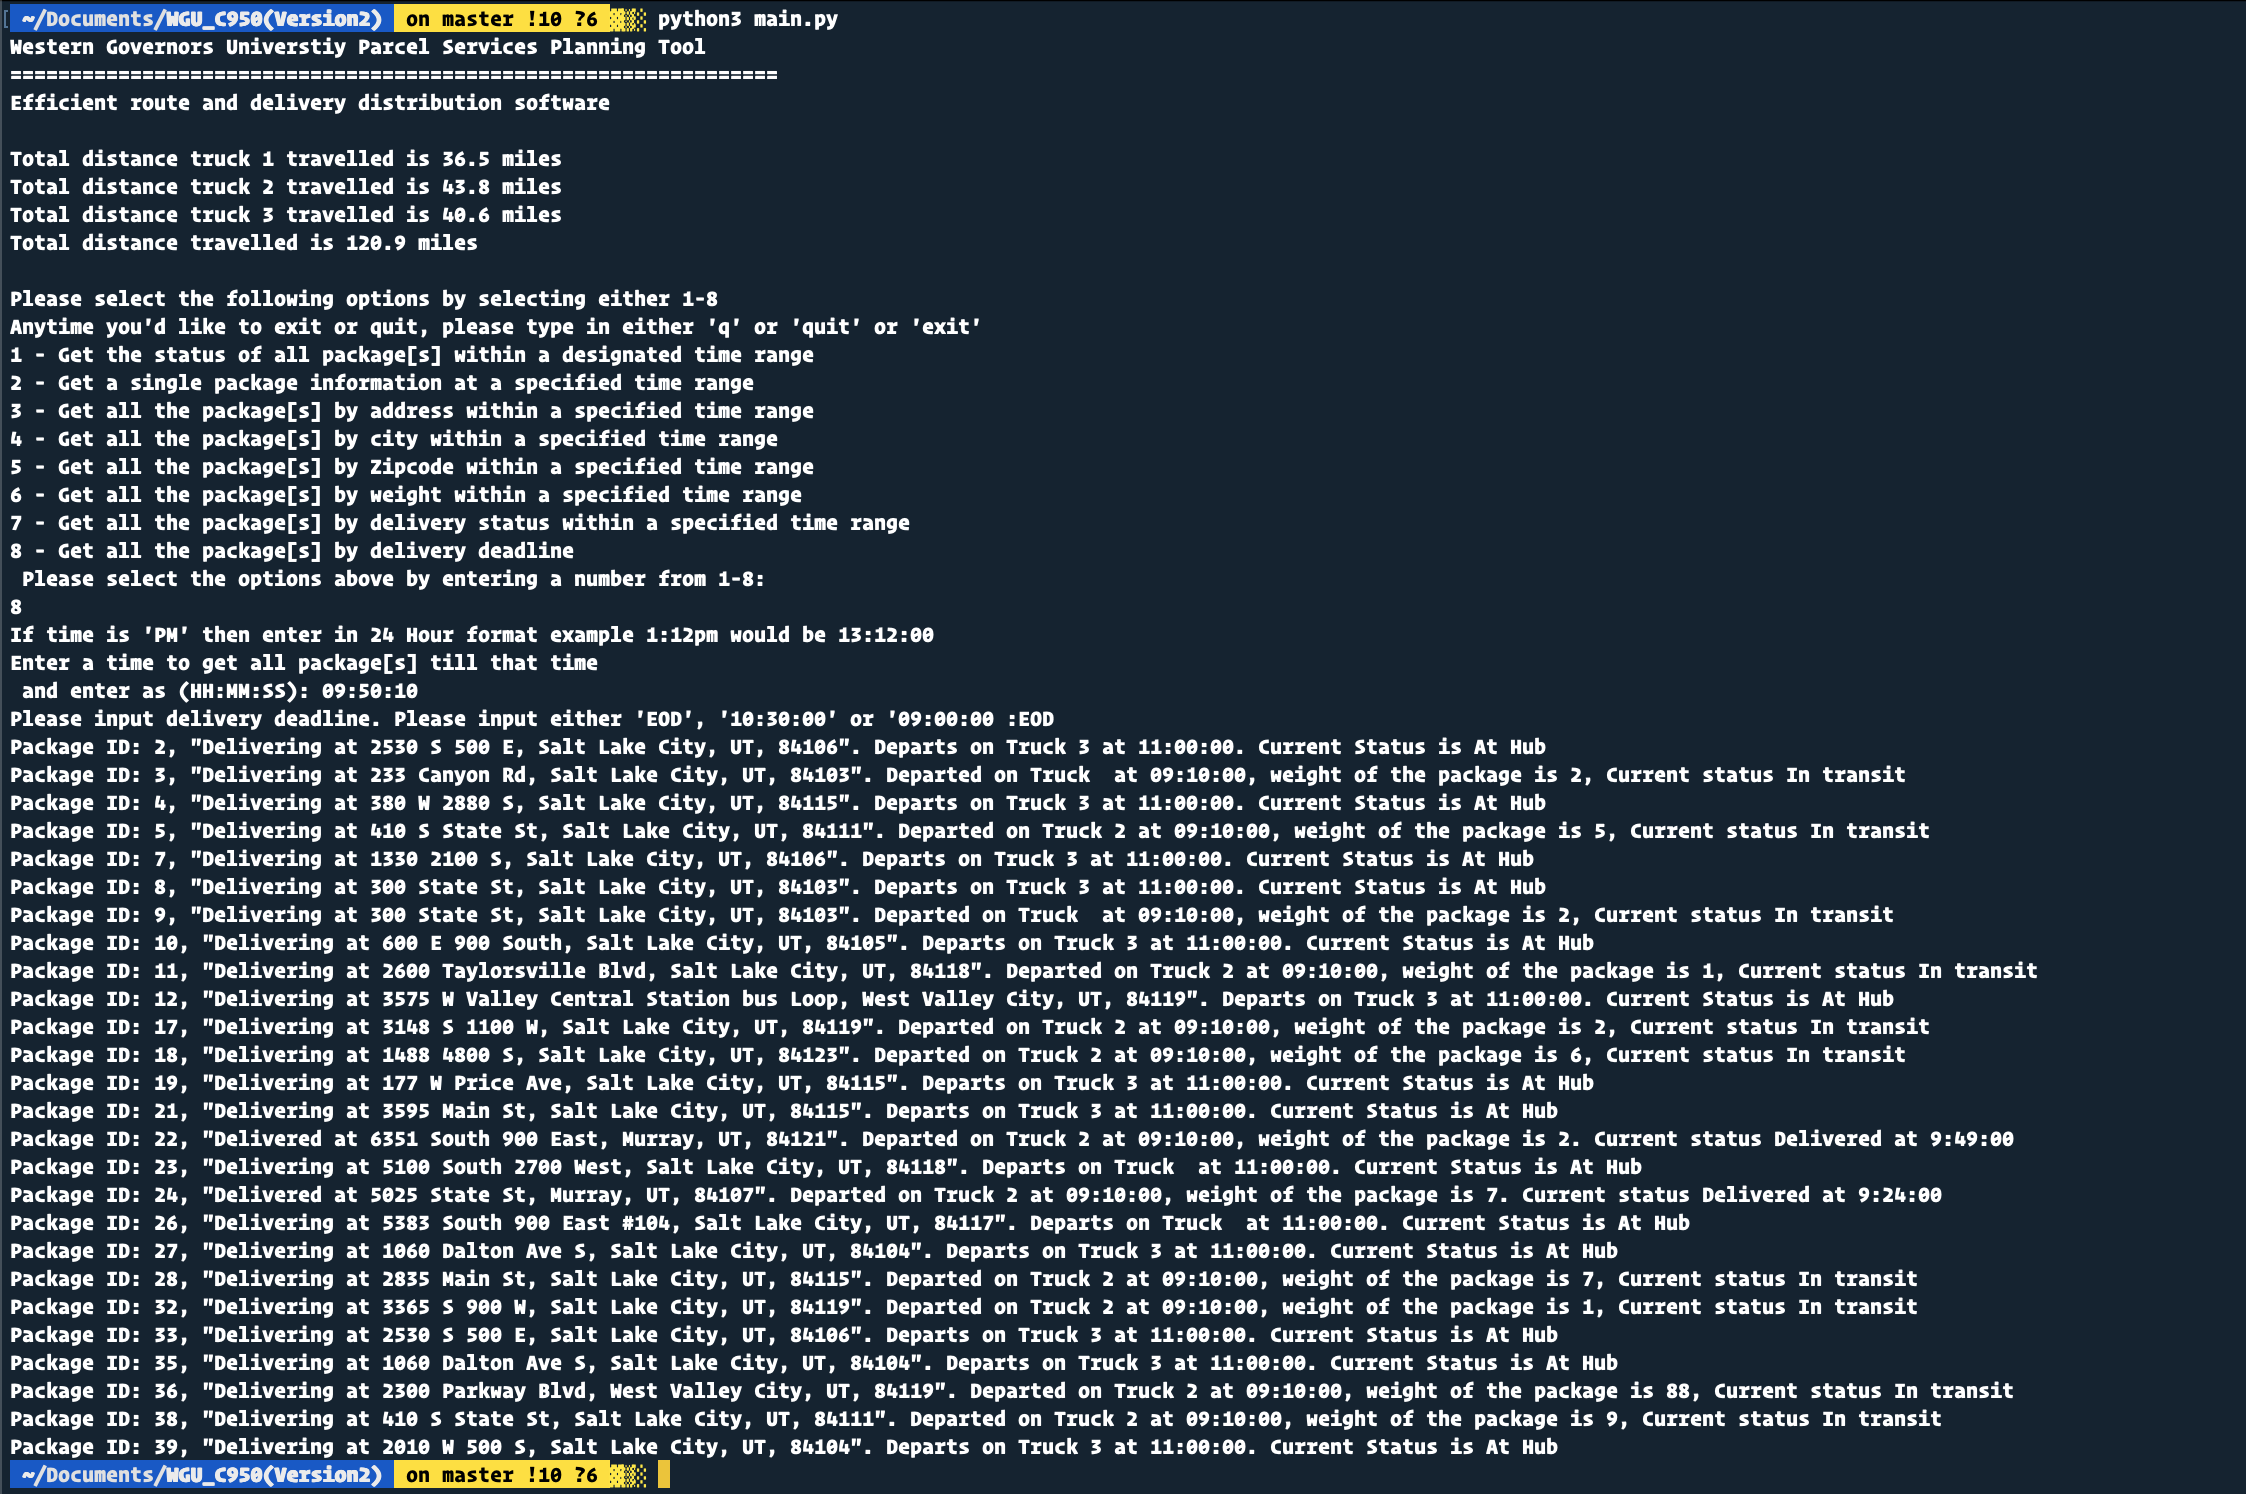 ~/Documents/WGU_C950(Version2) on master !10 ?6 python3 main.py
Western Governors Universtiy Parcel Services Planning Tool
================================================================
Efficient route and delivery distribution software
Total distance truck 1 travelled is 36.5 miles
Total distance truck 2 travelled is 43.8 miles
Total distance truck 3 travelled is 40.6 miles
Total distance travelled is 120.9 miles
Please select the following options by selecting either 1-8
Anytime you'd like to exit or quit, please type in either 'q' or 'quit' or 'exit'
1 - Get the status of all package[s] within a designated time range
2 - Get a single package information at a specified time range
3 - Get all the package[s] by address within a specified time range
4 - Get all the package[s] by city within a specified time range
5 - Get all the package[s] by Zipcode within a specified time range
6 - Get all the package[s] by weight within a specified time range
7 - Get all the package[s] by delivery status within a specified time range
8 - Get all the package[s] by delivery deadline
Please select the options above by entering a number from 1-8:
8
If time is 'PM' then enter in 24 Hour format example 1:12pm would be 13:12:00
Enter a time to get all package[s] till that time
and enter as (HH:MM:SS): 09:50:10
Please input delivery deadline. Please input either 'EOD', '10:30:00' or '09:00:00 :EOD
Package ID: 2, "Delivering at 2530 S 500 E, Salt Lake City, UT, 84106". Departs on Truck 3 at 11:00:00. Current Status is At Hub
Package ID: 3, "Delivering at 233 Canyon Rd, Salt Lake City, UT, 84103". Departed on Truck  at 09:10:00, weight of the package is 2, Current status In transit
Package ID: 4, "Delivering at 380 W 2880 S, Salt Lake City, UT, 84115". Departs on Truck 3 at 11:00:00. Current Status is At Hub
Package ID: 5, "Delivering at 410 S State St, Salt Lake City, UT, 84111". Departed on Truck 2 at 09:10:00, weight of the package is 5, Current status In transit
Package ID: 7, "Delivering at 1330 2100 S, Salt Lake City, UT, 84106". Departs on Truck 3 at 11:00:00. Current Status is At Hub
Package ID: 8, "Delivering at 300 State St, Salt Lake City, UT, 84103". Departs on Truck 3 at 11:00:00. Current Status is At Hub
Package ID: 9, "Delivering at 300 State St, Salt Lake City, UT, 84103". Departed on Truck  at 09:10:00, weight of the package is 2, Current status In transit
Package ID: 10, "Delivering at 600 E 900 South, Salt Lake City, UT, 84105". Departs on Truck 3 at 11:00:00. Current Status is At Hub
Package ID: 11, "Delivering at 2600 Taylorsville Blvd, Salt Lake City, UT, 84118". Departed on Truck 2 at 09:10:00, weight of the package is 1, Current status In transit
Package ID: 12, "Delivering at 3575 W Valley Central Station bus Loop, West Valley City, UT, 84119". Departs on Truck 3 at 11:00:00. Current Status is At Hub
Package ID: 17, "Delivering at 3148 S 1100 W, Salt Lake City, UT, 84119". Departed on Truck 2 at 09:10:00, weight of the package is 2, Current status In transit
Package ID: 18, "Delivering at 1488 4800 S, Salt Lake City, UT, 84123". Departed on Truck 2 at 09:10:00, weight of the package is 6, Current status In transit
Package ID: 19, "Delivering at 177 W Price Ave, Salt Lake City, UT, 84115". Departs on Truck 3 at 11:00:00. Current Status is At Hub
Package ID: 21, "Delivering at 3595 Main St, Salt Lake City, UT, 84115". Departs on Truck 3 at 11:00:00. Current Status is At Hub
Package ID: 22, "Delivered at 6351 South 900 East, Murray, UT, 84121". Departed on Truck 2 at 09:10:00, weight of the package is 2. Current status Delivered at 9:49:00
Package ID: 23, "Delivering at 5100 South 2700 West, Salt Lake City, UT, 84118". Departs on Truck  at 11:00:00. Current Status is At Hub
Package ID: 24, "Delivered at 5025 State St, Murray, UT, 84107". Departed on Truck 2 at 09:10:00, weight of the package is 7. Current status Delivered at 9:24:00
Package ID: 26, "Delivering at 5383 South 900 East #104, Salt Lake City, UT, 84117". Departs on Truck  at 11:00:00. Current Status is At Hub
Package ID: 27, "Delivering at 1060 Dalton Ave S, Salt Lake City, UT, 84104". Departs on Truck 3 at 11:00:00. Current Status is At Hub
Package ID: 28, "Delivering at 2835 Main St, Salt Lake City, UT, 84115". Departed on Truck 2 at 09:10:00, weight of the package is 7, Current status In transit
Package ID: 32, "Delivering at 3365 S 900 W, Salt Lake City, UT, 84119". Departed on Truck 2 at 09:10:00, weight of the package is 1, Current status In transit
Package ID: 33, "Delivering at 2530 S 500 E, Salt Lake City, UT, 84106". Departs on Truck 3 at 11:00:00. Current Status is At Hub
Package ID: 35, "Delivering at 1060 Dalton Ave S, Salt Lake City, UT, 84104". Departs on Truck 3 at 11:00:00. Current Status is At Hub
Package ID: 36, "Delivering at 2300 Parkway Blvd, West Valley City, UT, 84119". Departed on Truck 2 at 09:10:00, weight of the package is 88, Current status In transit
Package ID: 38, "Delivering at 410 S State St, Salt Lake City, UT, 84111". Departed on Truck 2 at 09:10:00, weight of the package is 9, Current status In transit
Package ID: 39, "Delivering at 2010 W 500 S, Salt Lake City, UT, 84104". Departs on Truck 3 at 11:00:00. Current Status is At Hub
~/Documents/WGU_C950(Version2) on master !10 ?6